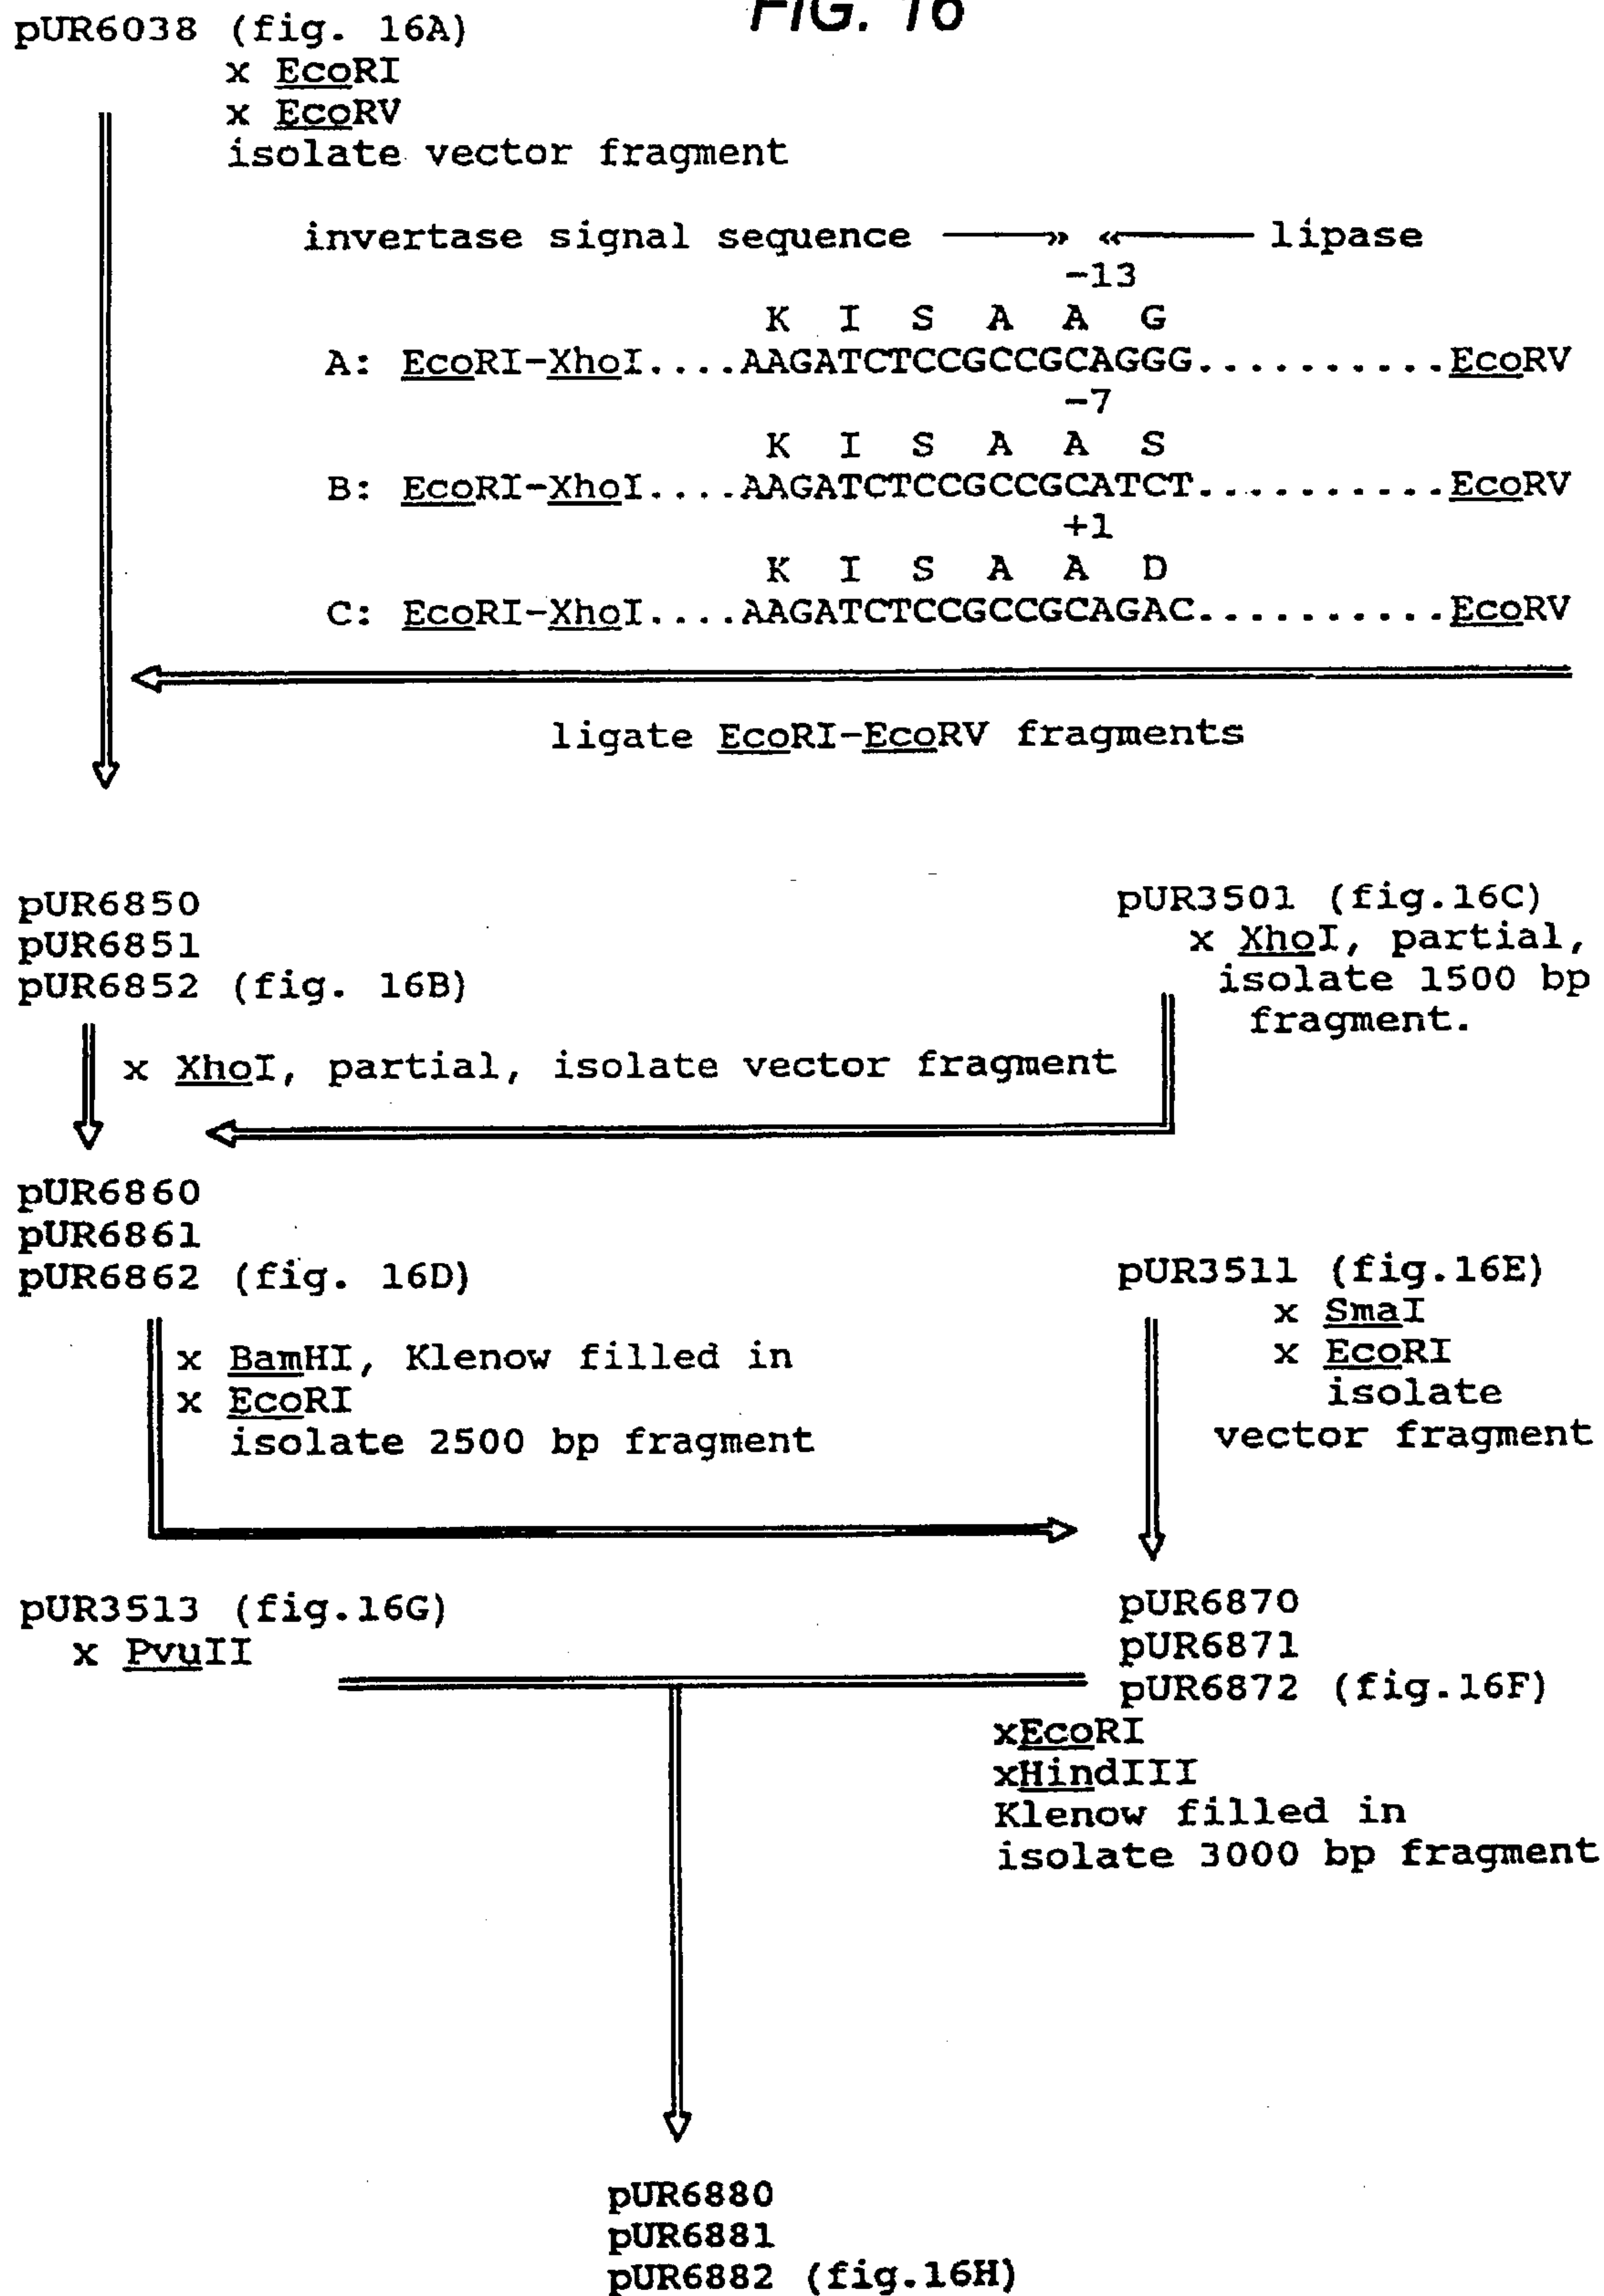 FIG. 16
pUR6038 (fig. 16A)
x EcoRI
x EcoRV
isolate vector fragment
invertase signal sequence lipase
-13
K I S A A G
A: EcoRI-XhoI....AAGATCTCCGCCGCAGGG..........EcoRV
-7
K I S A A S
B: EcoRI-XhoI....AAGATCTCCGCCGCATCT..........EcoRV
+1
K I S A A D
C: EcoRI-XhoI....AAGATCTCCGCCGCAGAC..........EcoRV
ligate EcoRI-EcoRV fragments
pUR6850
pUR6851
pUR6852 (fig. 16B)
pUR3501 (fig.16C)
x XhoI, partial,
isolate 1500 bp
fragment.
x XhoI, partial, isolate vector fragment
pUR6860
pUR6861
pUR6862 (fig. 16D)
pUR3511 (fig.16E)
x SmaI
x EcoRI
isolate
vector fragment
x BamHI, Klenow filled in
x EcoRI
isolate 2500 bp fragment
pUR3513 (fig.16G)
x PvuII
pUR6870
pUR6871
pUR6872 (fig.16F)
xEcoRI
xHindIII
Klenow filled in
isolate 3000 bp fragment
pUR6880
pUR6881
pUR6882 (fig.16H)